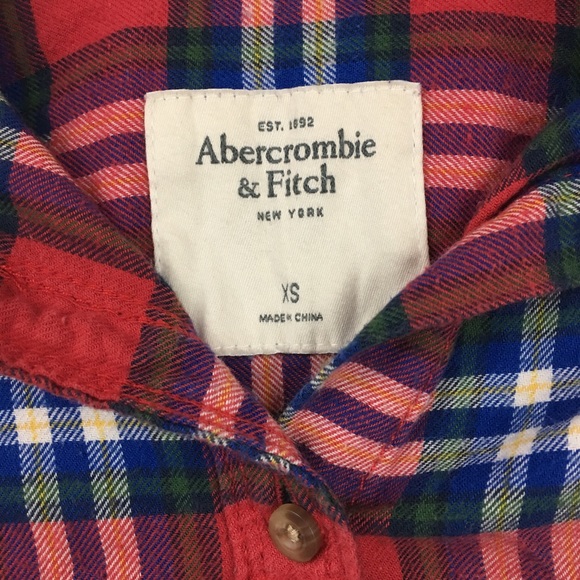 EST. 1892
Abercrombie
& Fitch
NEW YORK
XS
MADE IN CHINA